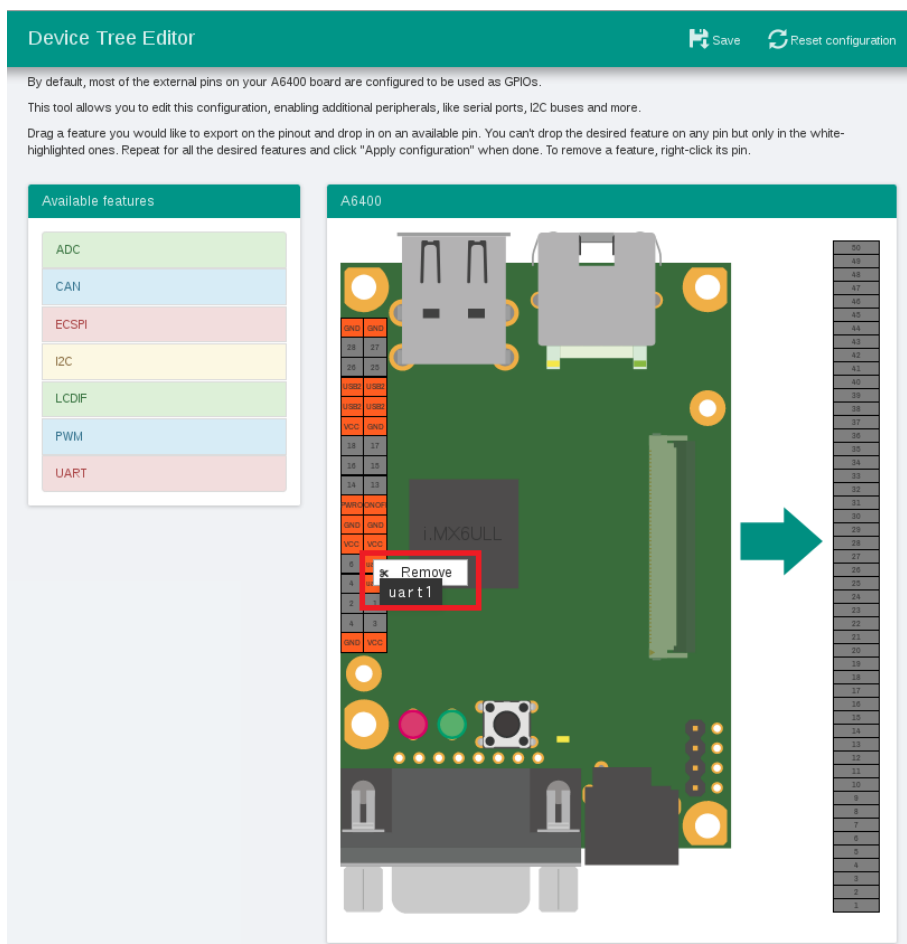 Device Tree Editor
Save
Reset configuration
By default, most of the external pins on your A6400 board are configured to be used as GPIOs.
This tool allows you to edit this configuration, enabling additional peripherals, like serial ports, I2C buses and more.
Drag a feature you would like to export on the pinout and drop in on an available pin. You can't drop the desired feature on any pin but only in the white-
highlighted ones. Repeat for all the desired features and click "Apply configuration" when done. To remove a feature, right-click its pin.
Available features
ADC
CAN
ECSPI
I2C
LCDIF
PWM
UART
A6400
GND GND
28 27
26 25
USB2 USB2
USB2 USB2
VCC GND
18 17
16 15
14 13
PWRO ONOF
GND GND
VCC VCC
6
4
2
4 3
GND VCC
i.MX6ULL
Remove
uart1
50
49
48
47
46
45
44
43
42
41
40
39
38
37
36
35
34
33
32
31
30
29
28
27
26
25
24
23
22
21
20
19
18
17
16
15
14
13
12
11
10
9
8
7
6
5
4
3
2
1